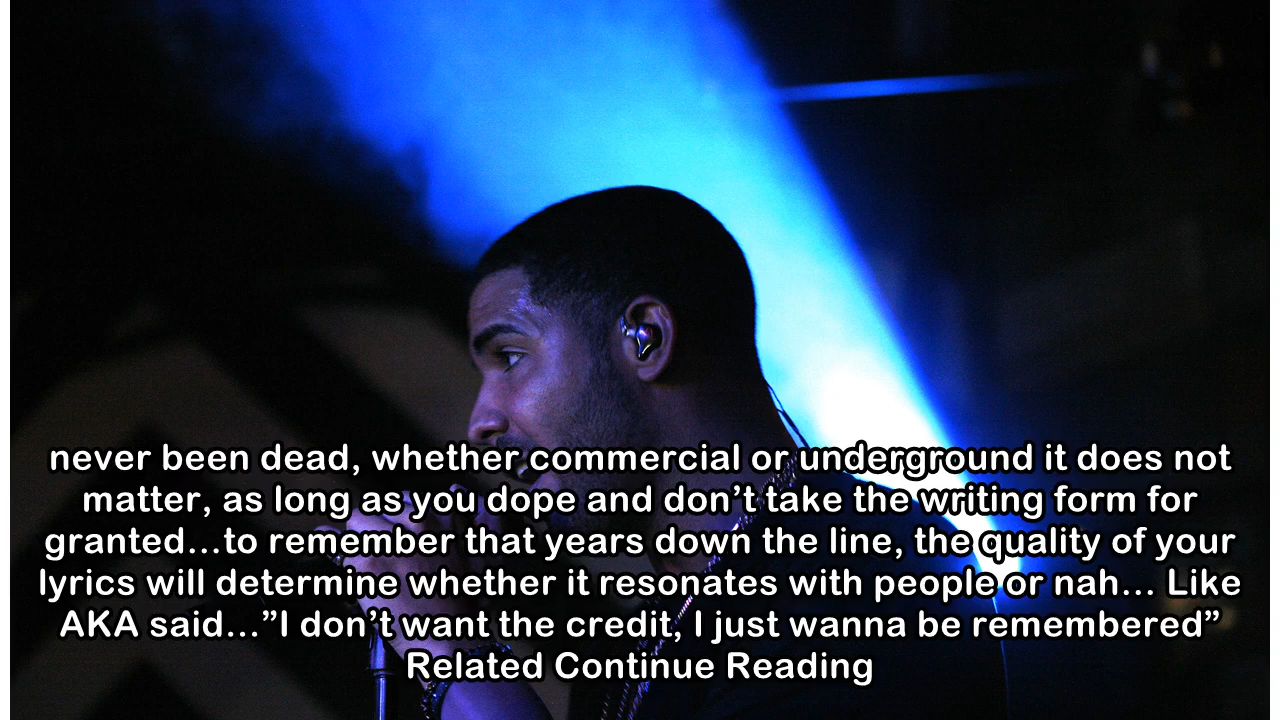 never been dead, whether commercial or underground it does not
matter, as long as you dope and don’t take the writing form for
granted...to remember that years down the line, the quality of your
lyrics will determine whether it resonates with people or nah... Like
AKA said...”I don’t want the credit, I just wanna be remembered”
Related Continue Reading